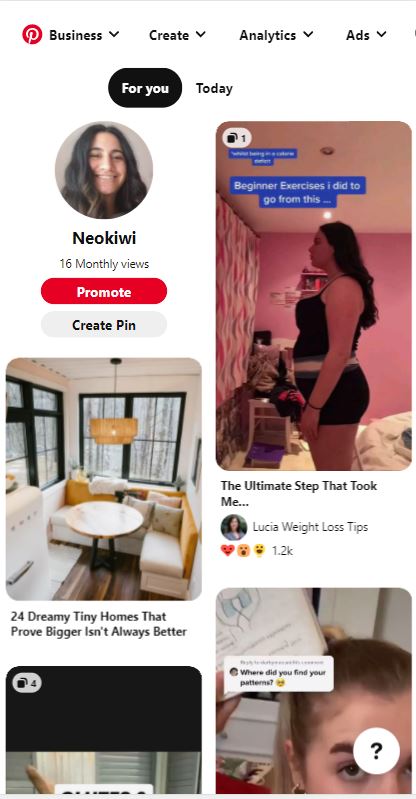 Business
Create
Analytics
Ads
For you
Today
Neokiwi
16 Monthly views
Promote
Create Pin
24 Dreamy Tiny Homes That
Prove Bigger Isn't Always Better
4
1
*whilst being in a calorie
deficit
Beginner Exercises i did to
go from this ...
The Ultimate Step That Took
Me...
Lucia Weight Loss Tips
1.2k
Where did you find your
patterns?
?